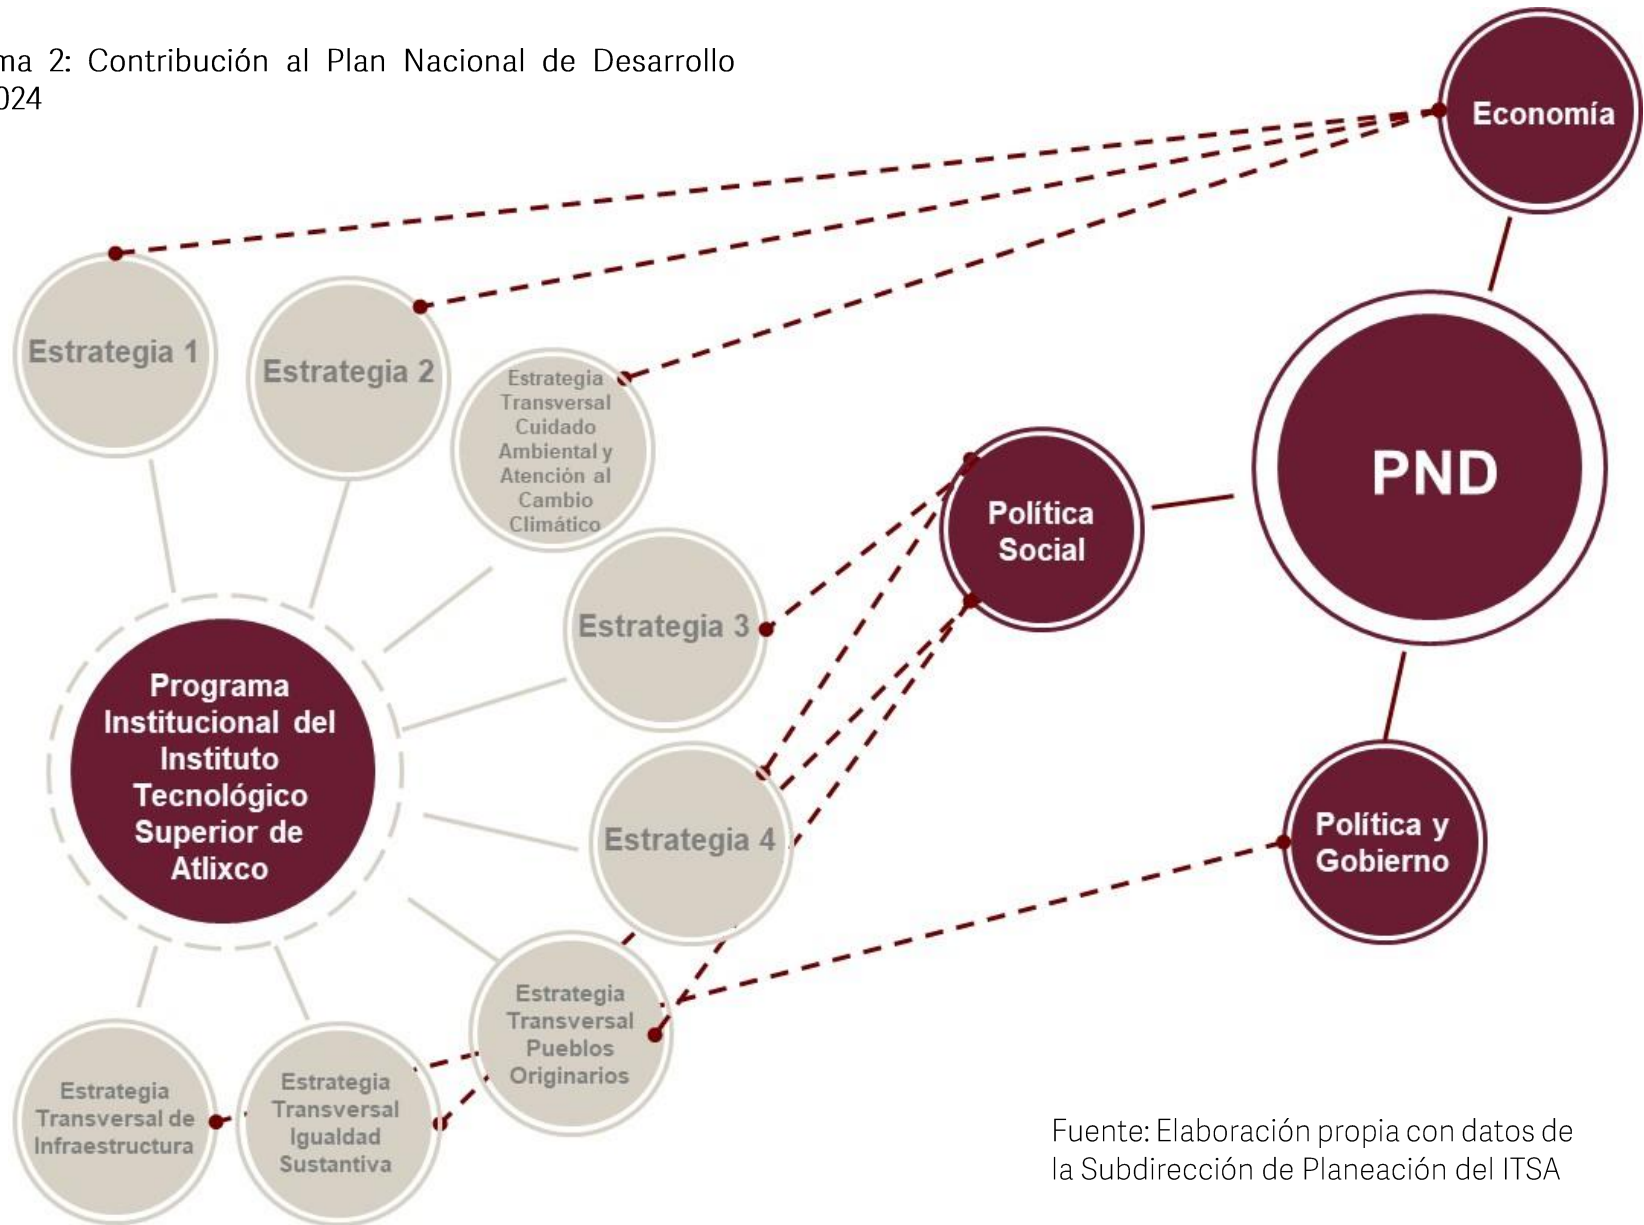 ma 2: Contribución al Plan Nacional de Desarrollo
024
Economía
Estrategia 1
Estrategia 2
Estrategia
Transversal
Cuidado
Ambiental y
Atención al
Cambio
Climático
PND
Política
Social
Estrategia 3
Programa
Institucional del
Instituto
Tecnológico
Superior de
Atlixco
Estrategia 4
Política y
Gobierno
Estrategia
Transversal
Pueblos
Originarios
Estrategia
Transversal de
Infraestructura
Estrategia
Transversal
Igualdad
Sustantiva
Fuente: Elaboración propia con datos de
la Subdirección de Planeación del ITSA